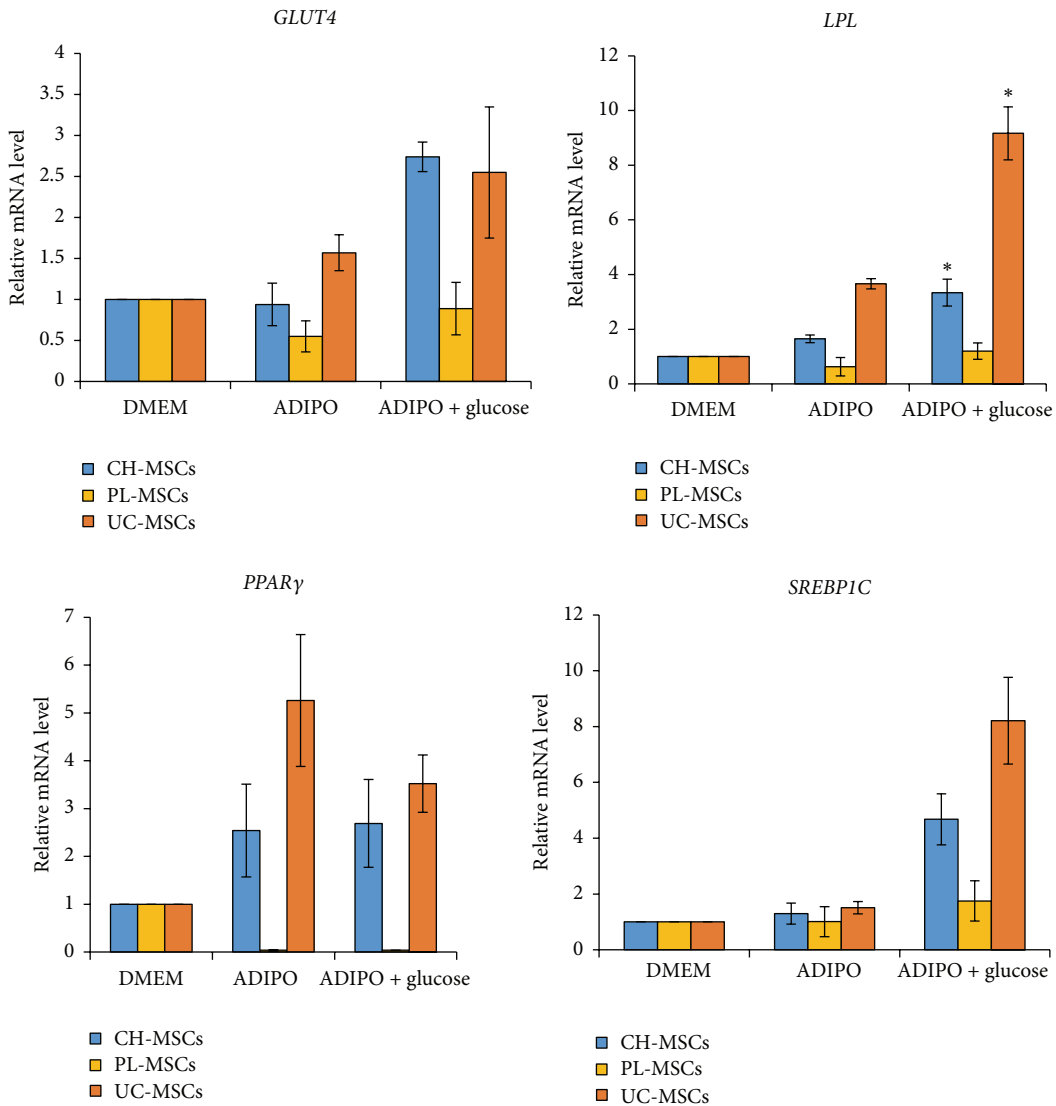 GLUT4
Relative mRNA level
4
3.5
3
2.5
2
1.5
1
0.5
0
DMEM ADIPO ADIPO + glucose
CH-MSCs
PL-MSCs
UC-MSCs
LPL
Relative mRNA level
12
10
8
6
4
2
0
*
*
DMEM ADIPO ADIPO + glucose
CH-MSCs
PL-MSCs
UC-MSCs
PPARγ
Relative mRNA level
7
6
5
4
3
2
1
0
DMEM ADIPO ADIPO + glucose
CH-MSCs
PL-MSCs
UC-MSCs
SREBP1C
Relative mRNA level
12
10
8
6
4
2
0
DMEM ADIPO ADIPO + glucose
CH-MSCs
PL-MSCs
UC-MSCs